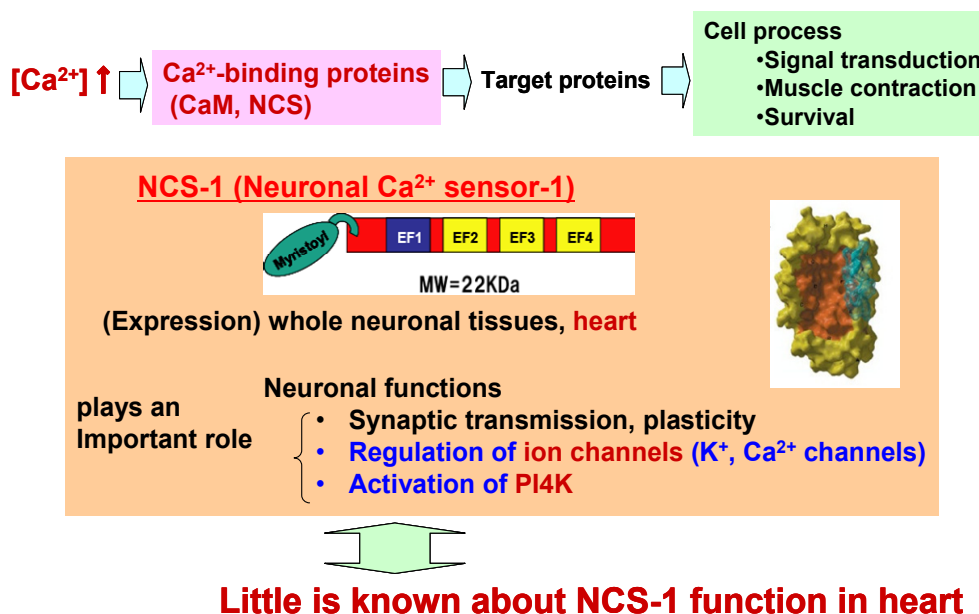 [Ca²⁺] ↑
Ca²⁺-binding proteins
(CaM, NCS)
Target proteins
Cell process
•Signal transduction
•Muscle contraction
•Survival
NCS-1 (Neuronal Ca²⁺ sensor-1)
Myristoyl
EF1 EF2 EF3 EF4
MW=22KDa
(Expression) whole neuronal tissues, heart
plays an
Important role
Neuronal functions
• Synaptic transmission, plasticity
• Regulation of ion channels (K⁺, Ca²⁺ channels)
• Activation of PI4K
Little is known about NCS-1 function in heart